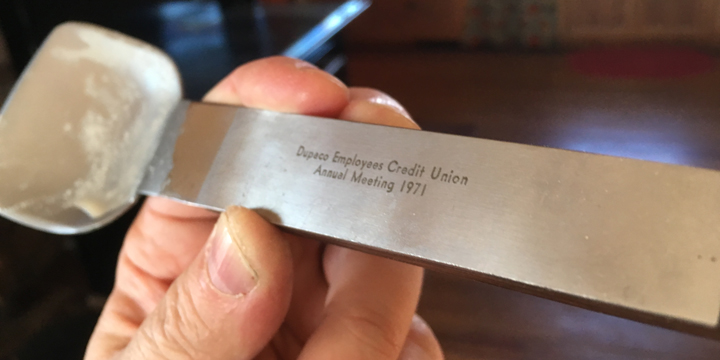 Dupaco Employees Credit Union
Annual Meeting 1971